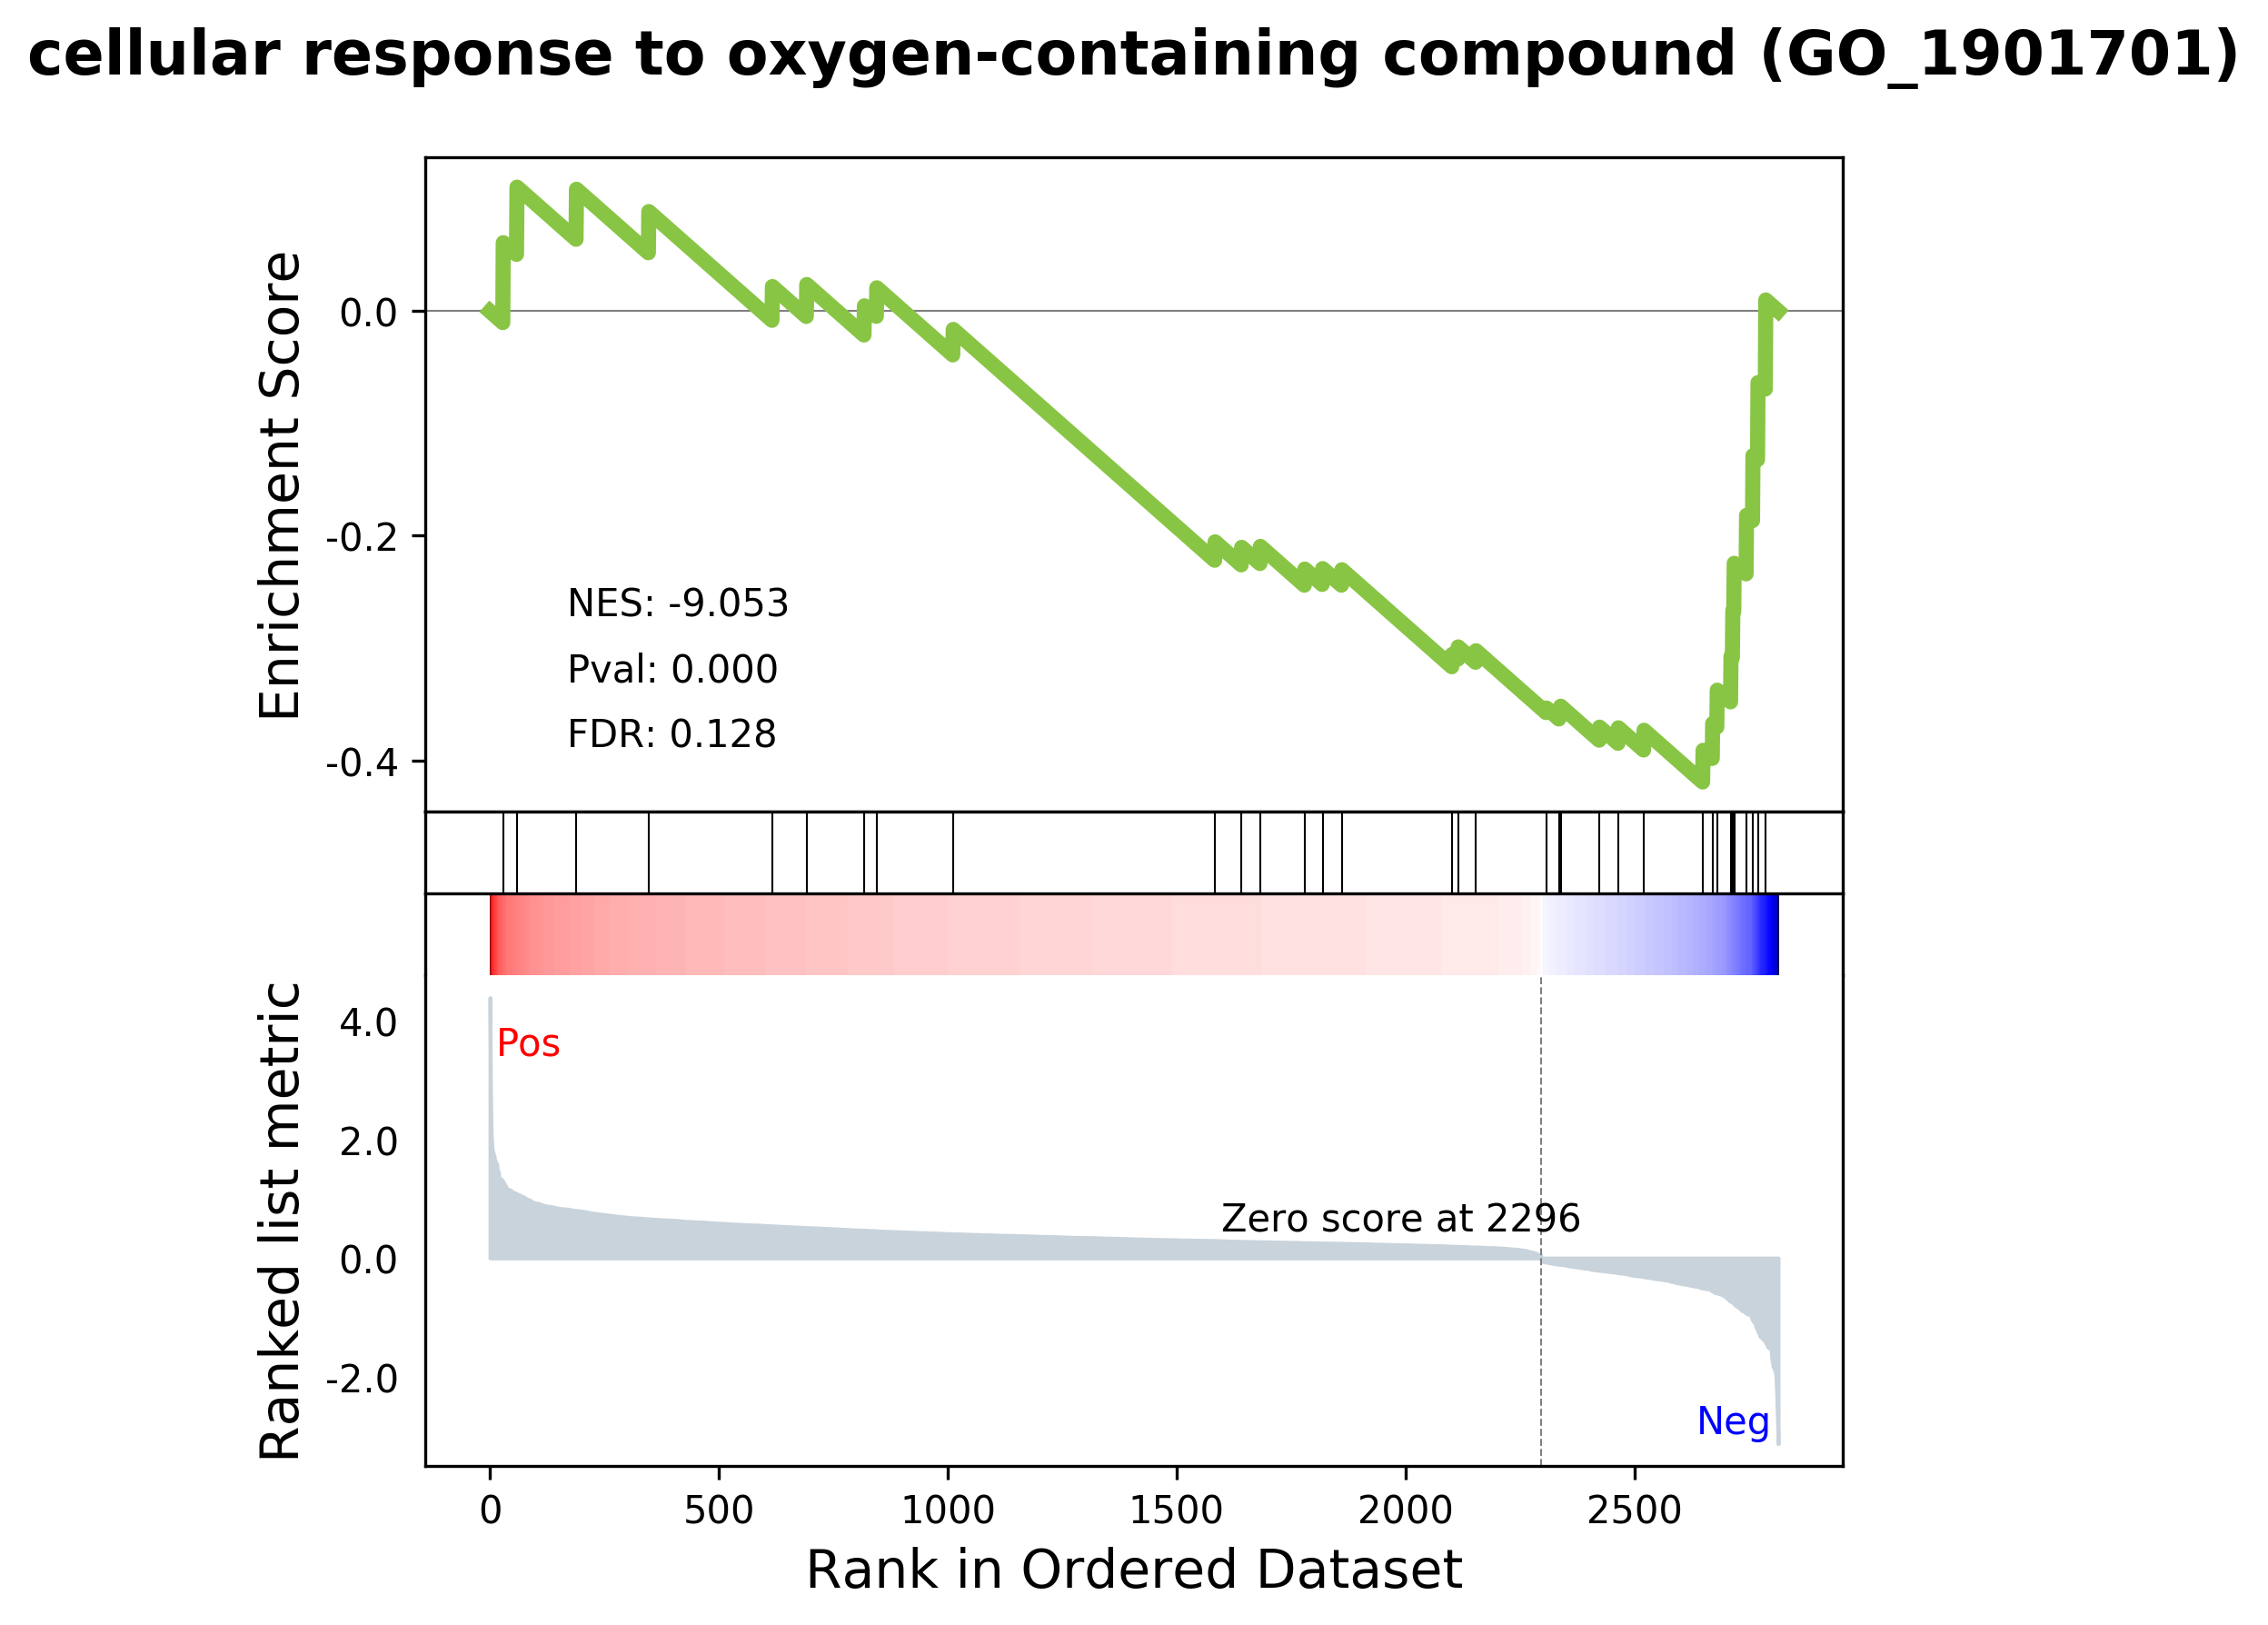 cellular response to oxygen-containing compound (GO_1901701)
Enrichment Score
0.0
-0.2
-0.4
NES: -9.053
Pval: 0.000
FDR: 0.128
Ranked list metric
4.0
2.0
0.0
-2.0
Pos
Zero score at 2296
Neg
0 500 1000 1500 2000 2500
Rank in Ordered Dataset